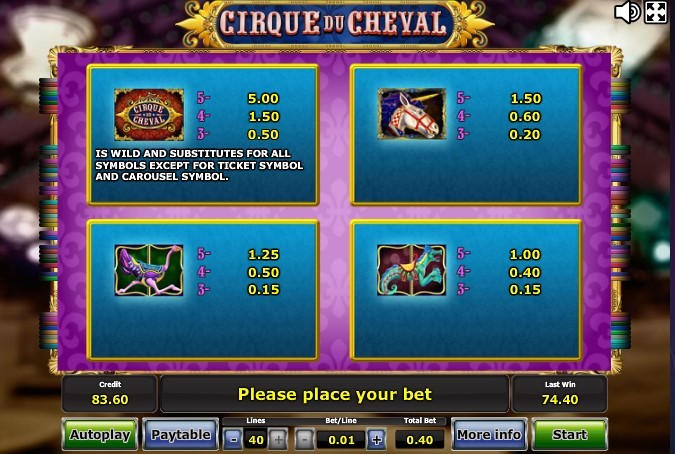 CIRQUE DU CHEVAL
CIRQUE
DU
CHEVAL
5- 5.00
4- 1.50
3- 0.50
IS WILD AND SUBSTITUTES FOR ALL
SYMBOLS EXCEPT FOR TICKET SYMBOL
AND CAROUSEL SYMBOL.
5- 1.50
4- 0.60
3- 0.20
5- 1.25
4- 0.50
3- 0.15
5- 1.00
4- 0.40
3- 0.15
Credit
83.60
Please place your bet
Last Win
74.40
Autoplay
Paytable
Lines
- 40 +
Bet/Line
- 0.01 +
Total Bet
0.40
More info
Start